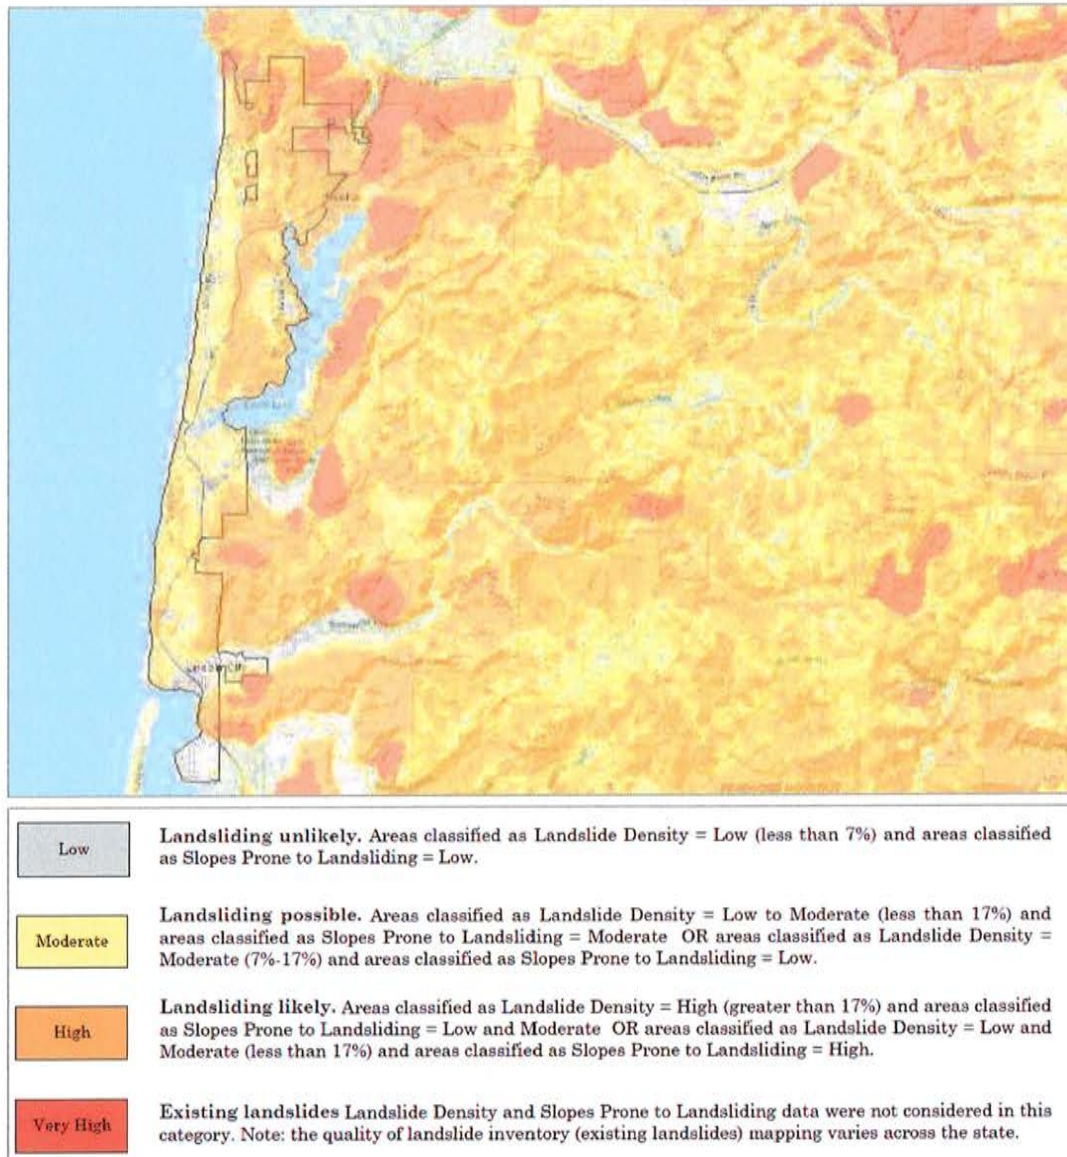 Low
Landsliding unlikely. Areas classified as Landslide Density = Low (less than 7%) and areas classified
as Slopes Prone to Landsliding = Low.
Moderate
Landsliding possible. Areas classified as Landslide Density = Low to Moderate (less than 17%) and
areas classified as Slopes Prone to Landsliding = Moderate OR areas classified as Landslide Density =
Moderate (7%-17%) and areas classified as Slopes Prone to Landsliding = Low.
High
Landsliding likely. Areas classified as Landslide Density = High (greater than 17%) and areas classified
as Slopes Prone to Landsliding = Low and Moderate OR areas classified as Landslide Density = Low and
Moderate (less than 17%) and areas classified as Slopes Prone to Landsliding = High.
Very High
Existing landslides Landslide Density and Slopes Prone to Landsliding data were not considered in this
category. Note: the quality of landslide inventory (existing landslides) mapping varies across the state.